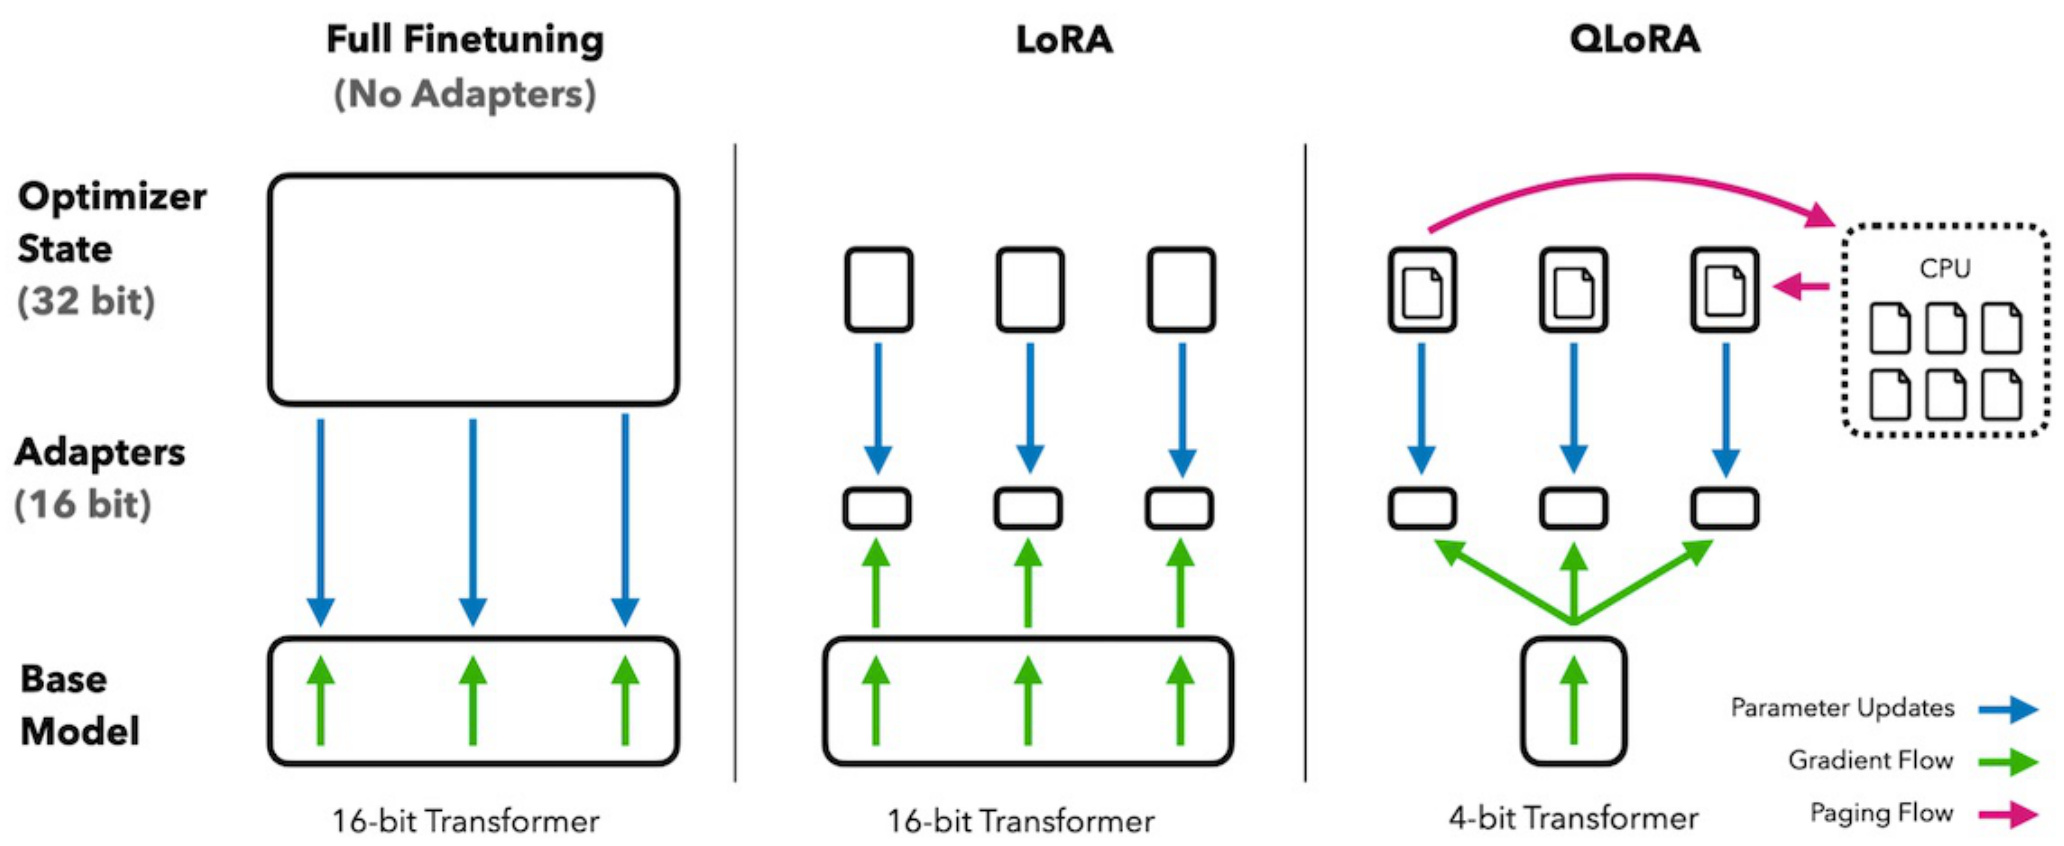 Full Finetuning
(No Adapters)
LoRA
QLoRA
Optimizer
State
(32 bit)
CPU
Adapters
(16 bit)
Base
Model
Parameter Updates
Gradient Flow
Paging Flow
16-bit Transformer
16-bit Transformer
4-bit Transformer